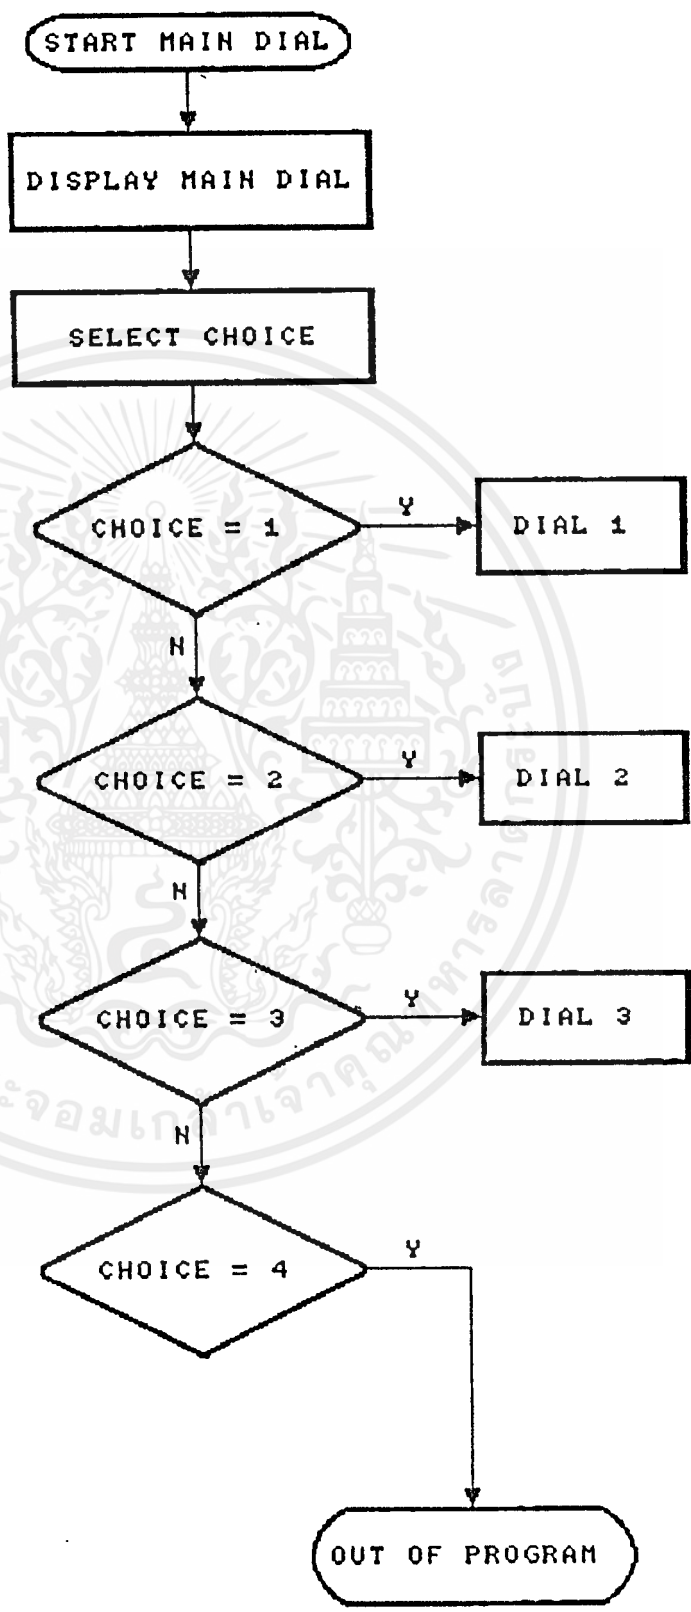 START MAIN DIAL
DISPLAY MAIN DIAL
SELECT CHOICE
CHOICE = 1
Y
DIAL 1
N
CHOICE = 2
Y
DIAL 2
N
CHOICE = 3
Y
DIAL 3
N
CHOICE = 4
Y
OUT OF PROGRAM